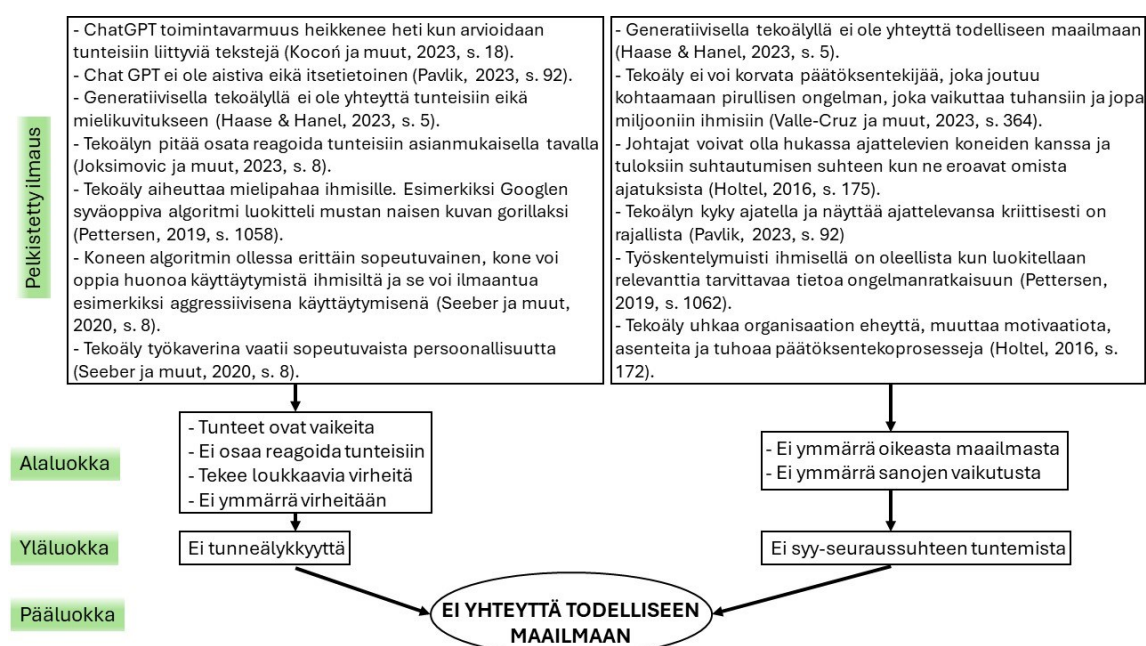 Pelkistetty ilmaus
- ChatGPT toimintavarmuus heikkenee heti kun arvioidaan
tunteisiin liittyviä tekstejä (Kocoń ja muut, 2023, s. 18).
- Chat GPT ei ole aistiva eikä itsetietoinen (Pavlik, 2023, s. 92).
- Generatiivisella tekoälyllä ei ole yhteyttä tunteisiin eikä
mielikuvitukseen (Haase & Hanel, 2023, s. 5).
- Tekoälyn pitää osata reagoida tunteisiin asianmukaisella tavalla
(Joksimovic ja muut, 2023, s. 8).
- Tekoäly aiheuttaa mielipahaa ihmisille. Esimerkiksi Googlen
syväoppiva algoritmi luokitteli mustan naisen kuvan gorillaksi
(Pettersen, 2019, s. 1058).
- Koneen algoritmin ollessa erittäin sopeutuvainen, kone voi
oppia huonoa käyttäytymistä ihmisiltä ja se voi ilmaantua
esimerkiksi aggressiivisena käyttäytymisenä (Seeber ja muut,
2020, s. 8).
- Tekoäly työkaverina vaatii sopeutuvaista persoonallisuutta
(Seeber ja muut, 2020, s. 8).
- Generatiivisella tekoälyllä ei ole yhteyttä todelliseen maailmaan
(Haase & Hanel, 2023, s. 5).
- Tekoäly ei voi korvata päätöksentekijää, joka joutuu
kohtaamaan pirullisen ongelman, joka vaikuttaa tuhansiin ja jopa
miljooniin ihmisiin (Valle-Cruz ja muut, 2023, s. 364).
- Johtajat voivat olla hukassa ajattelevien koneiden kanssa ja
tuloksiin suhtautumisen suhteen kun ne eroavat omista
ajatuksista (Holtel, 2016, s. 175).
- Tekoälyn kyky ajatella ja näyttää ajattelevansa kriittisesti on
rajallista (Pavlik, 2023, s. 92)
- Työskentelymuisti ihmisellä on oleellista kun luokitellaan
relevanttia tarvittavaa tietoa ongelmanratkaisuun (Pettersen,
2019, s. 1062).
- Tekoäly uhkaa organisaation eheyttä, muuttaa motivaatiota,
asenteita ja tuhoaa päätöksentekoprosesseja (Holtel, 2016, s.
172).
Alaluokka
- Tunteet ovat vaikeita
- Ei osaa reagoida tunteisiin
- Tekee loukkaavia virheitä
- Ei ymmärrä virheitään
- Ei ymmärrä oikeasta maailmasta
- Ei ymmärrä sanojen vaikutusta
Yläluokka
Ei tunneälykkyyttä
Ei syy-seuraussuhteen tuntemista
Pääluokka
EI YHTEYTTÄ TODELLISEEN
MAAILMAAN